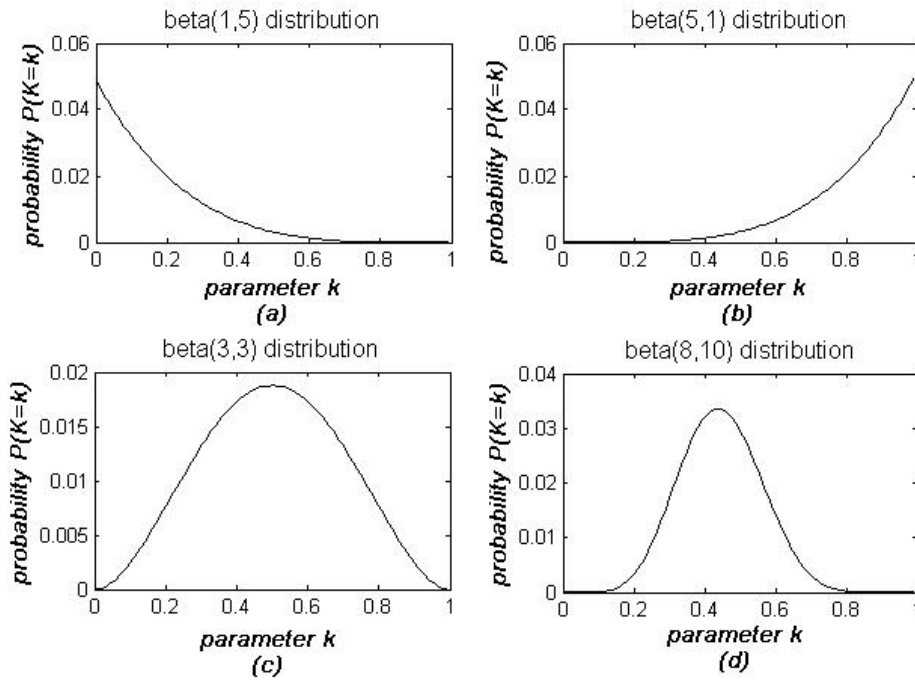 beta(1,5) distribution
probability P(K=k)
0.06
0.04
0.02
0
0 0.2 0.4 0.6 0.8 1
parameter k
(a)
beta(5,1) distribution
probability P(K=k)
0.06
0.04
0.02
0
0 0.2 0.4 0.6 0.8 1
parameter k
(b)
beta(3,3) distribution
probability P(K=k)
0.02
0.015
0.01
0.005
0
0 0.2 0.4 0.6 0.8 1
parameter k
(c)
beta(8,10) distribution
probability P(K=k)
0.04
0.03
0.02
0.01
0
0 0.2 0.4 0.6 0.8 1
parameter k
(d)